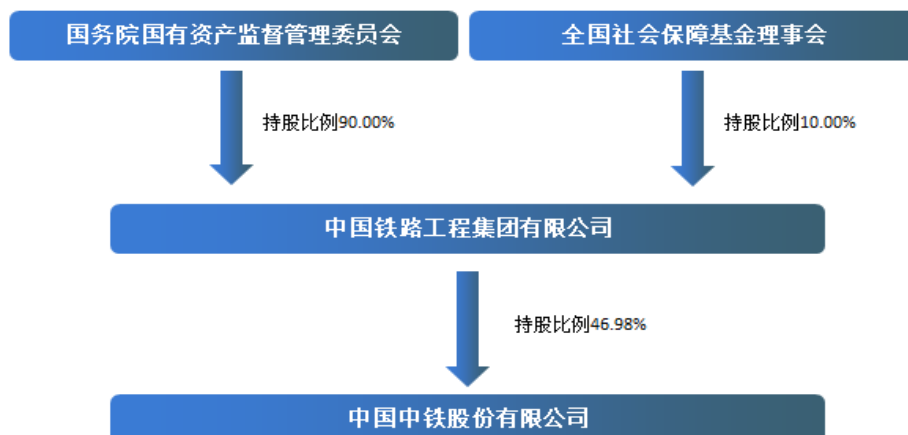 国务院国有资产监督管理委员会
全国社会保障基金理事会
持股比例90.00%
持股比例10.00%
中国铁路工程集团有限公司
持股比例46.98%
中国中铁股份有限公司